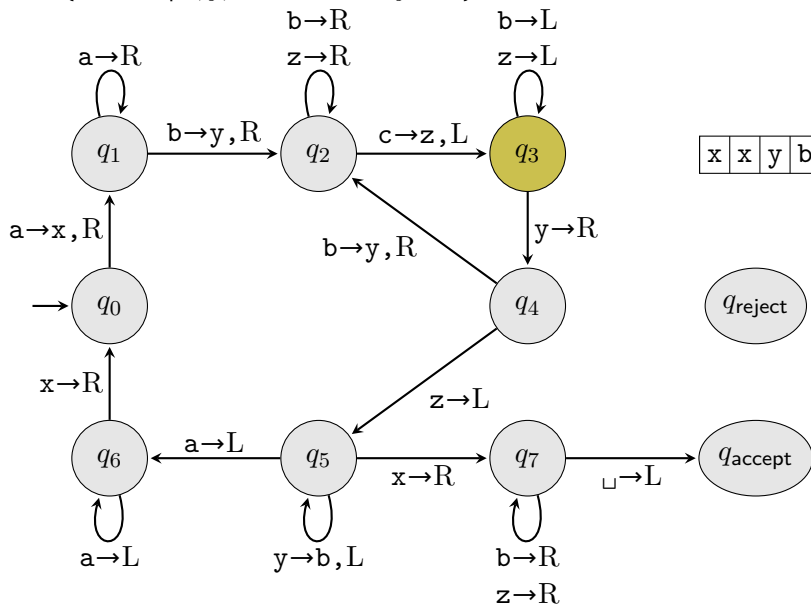 b→R
z→R
b→L
z→L
a→R
q1
b→y,R
q2
c→z,L
q3
x x y b
a→x,R
b→y,R
y→R
q0
q4
qreject
x→R
z→L
q6
a→L
q5
x→R
q7
␣→L
qaccept
a→L
y→b,L
b→R
z→R